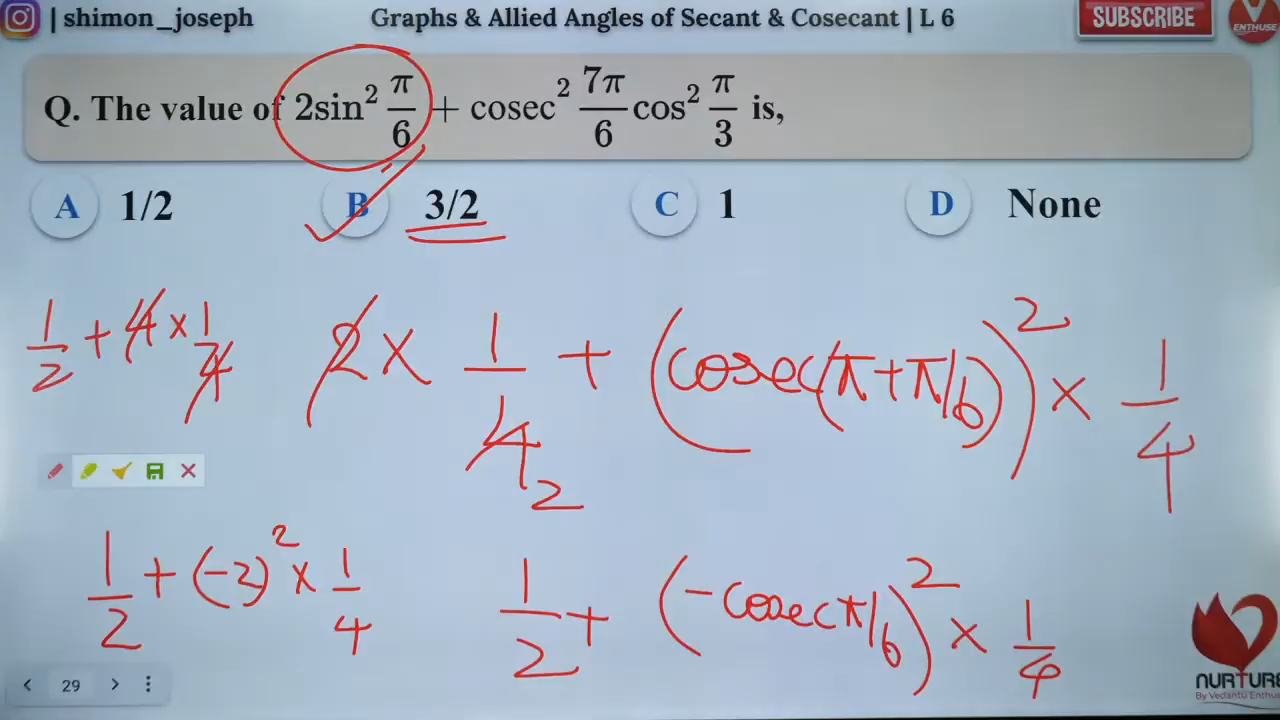 | shimon_joseph Graphs & Allied Angles of Secant & Cosecant | L 6 SUBSCRIBE
ENTHUSE
Q. The value of 2sin² π/6 + cosec² 7π/6 cos² π/3 is,
A 1/2 B 3/2 C 1 D None
1/2 + 4 × 1/4 2 × 1/4 2 + (cosec(π+π/6))² × 1/4
1/2 + (-2)² × 1/4 1/2 + (-cosec π/6)² × 1/4
< 29 >
NURTURE
By Vedantu Enthuse